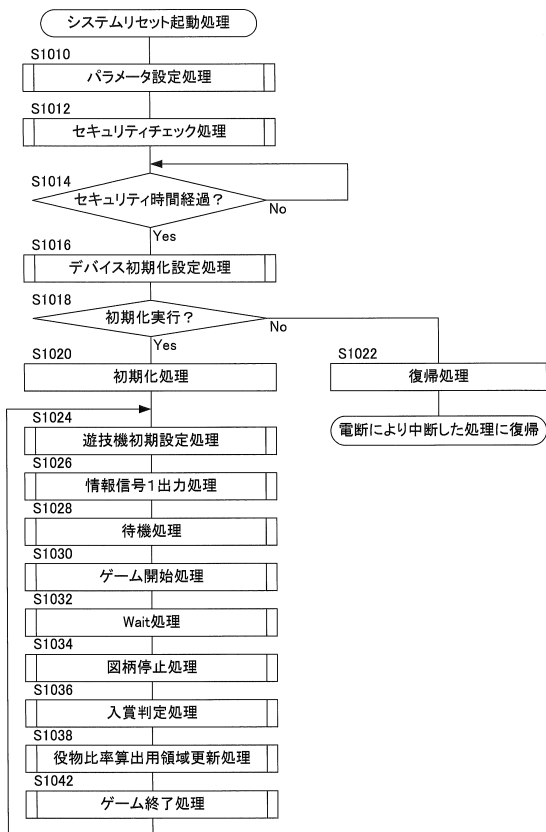 システムリセット起動処理
S1010
パラメータ設定処理
S1012
セキュリティチェック処理
S1014
セキュリティ時間経過?
No
Yes
S1016
デバイス初期化設定処理
S1018
初期化実行?
No
Yes
S1020
初期化処理
S1022
復帰処理
電断により中断した処理に復帰
S1024
遊技機初期設定処理
S1026
情報信号1出力処理
S1028
待機処理
S1030
ゲーム開始処理
S1032
Wait処理
S1034
図柄停止処理
S1036
入賞判定処理
S1038
役物比率算出用領域更新処理
S1042
ゲーム終了処理